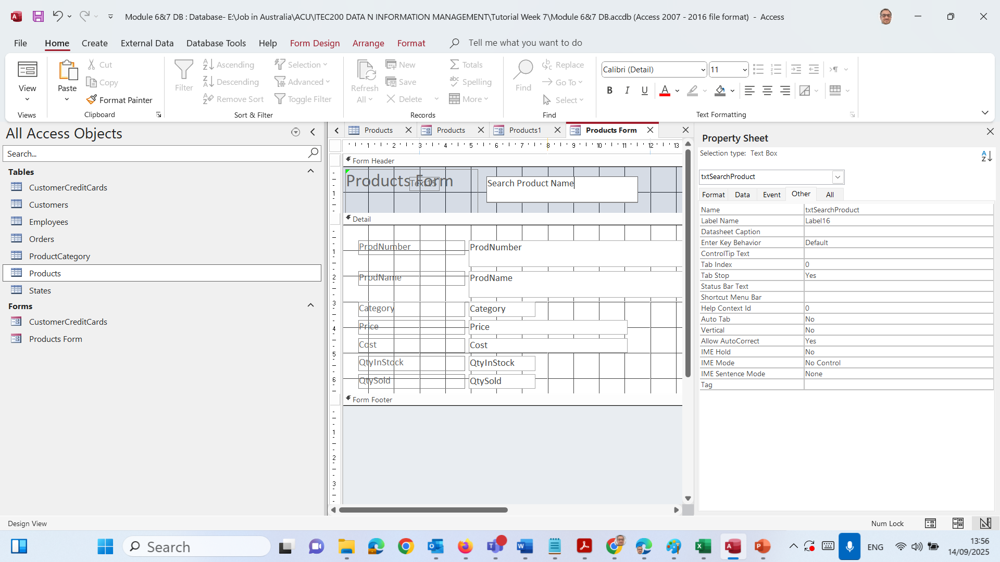 Module 6&7 DB : Database- E:\Job in Australia\ACU\ITEC200 DATA N INFORMATION MANAGEMENT\Tutorial Week 7\Module 6&7 DB.accdb (Access 2007 - 2016 file format) - Access
File Home Create External Data Database Tools Help Form Design Arrange Format Tell me what you want to do
View
Views
Paste
Cut
Copy
Format Painter
Clipboard
Filter
Ascending
Descending
Remove Sort
Selection
Advanced
Toggle Filter
Sort & Filter
Refresh
All
New
Save
Delete
Totals
Spelling
More
Records
Find
Replace
Go To
Select
Find
Calibri (Detail) 11
B I U A
Text Formatting
All Access Objects
Search...
Tables
CustomerCreditCards
Customers
Employees
Orders
ProductCategory
Products
States
Forms
CustomerCreditCards
Products Form
Products Products Products1 Products Form
1 2 3 4 5 6 7 8 9 10 11 12 13
Form Header
Products Form
Text15
Search Product Name
1
Detail
ProdNumber ProdNumber
1
ProdName ProdName
2
3
Category Category
Price Price
4
Cost Cost
5
QtyInStock QtyInStock
QtySold QtySold
6
Form Footer
1
2
3
Property Sheet
Selection type: Text Box
txtSearchProduct
Format Data Event Other All
Name txtSearchProduct
Label Name Label16
Datasheet Caption
Enter Key Behavior Default
ControlTip Text
Tab Index 0
Tab Stop Yes
Status Bar Text
Shortcut Menu Bar
Help Context Id 0
Auto Tab No
Vertical No
Allow AutoCorrect Yes
IME Hold No
IME Mode No Control
IME Sentence Mode None
Tag
Design View Num Lock
Search
ENG
13:56
14/09/2025